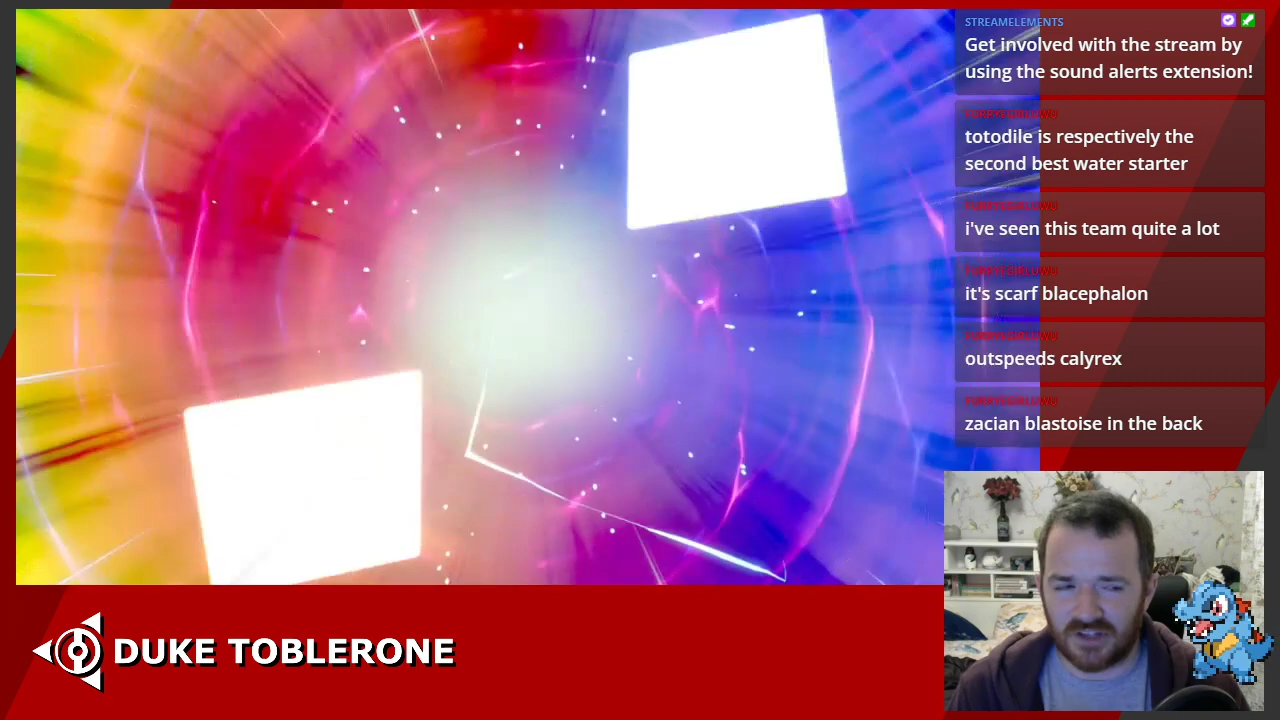 STREAMELEMENTS
Get involved with the stream by
using the sound alerts extension!
totodile is respectively the
second best water starter
i've seen this team quite a lot
it's scarf blacephalon
outspeeds calyrex
zacian blastoise in the back
DUKE TOBLERONE